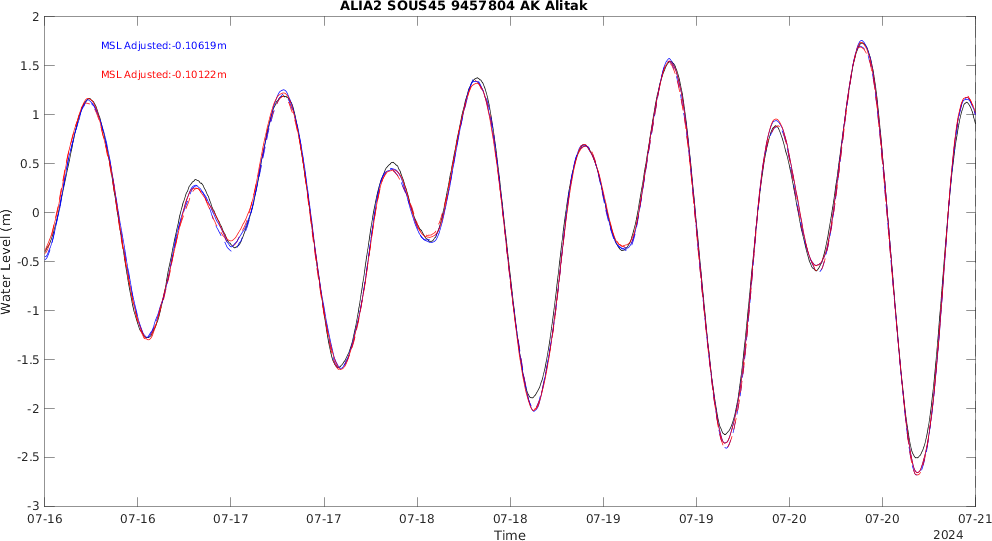 ALIA2 SOUS45 9457804 AK Alitak
MSL Adjusted:-0.10619m
MSL Adjusted:-0.10122m
Water Level (m)
2
1.5
1
0.5
0
-0.5
-1
-1.5
-2
-2.5
-3
07-16 07-16 07-17 07-17 07-18 07-18 07-19 07-19 07-20 07-20 07-21
Time
2024